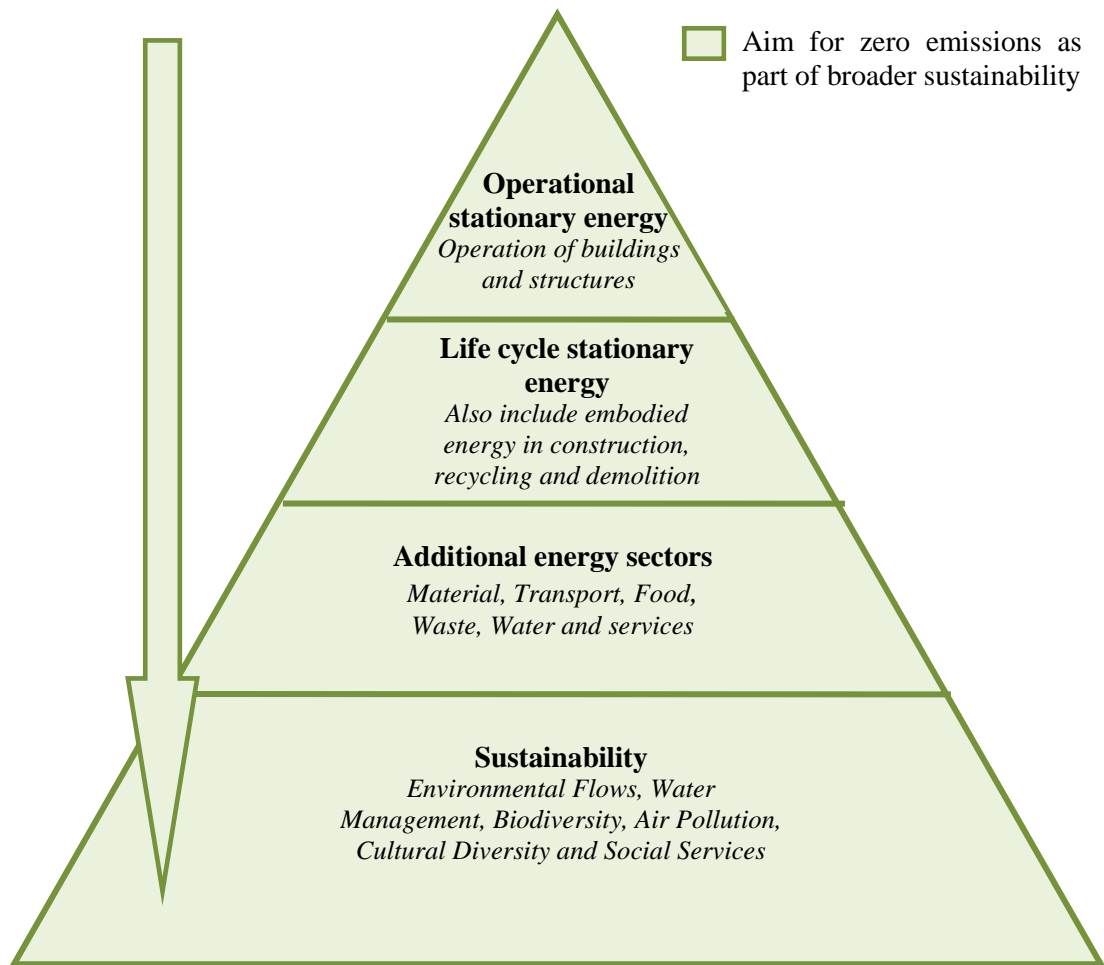 Aim for zero emissions as
part of broader sustainability
Operational
stationary energy
Operation of buildings
and structures
Life cycle stationary
energy
Also include embodied
energy in construction,
recycling and demolition
Additional energy sectors
Material, Transport, Food,
Waste, Water and services
Sustainability
Environmental Flows, Water
Management, Biodiversity, Air Pollution,
Cultural Diversity and Social Services